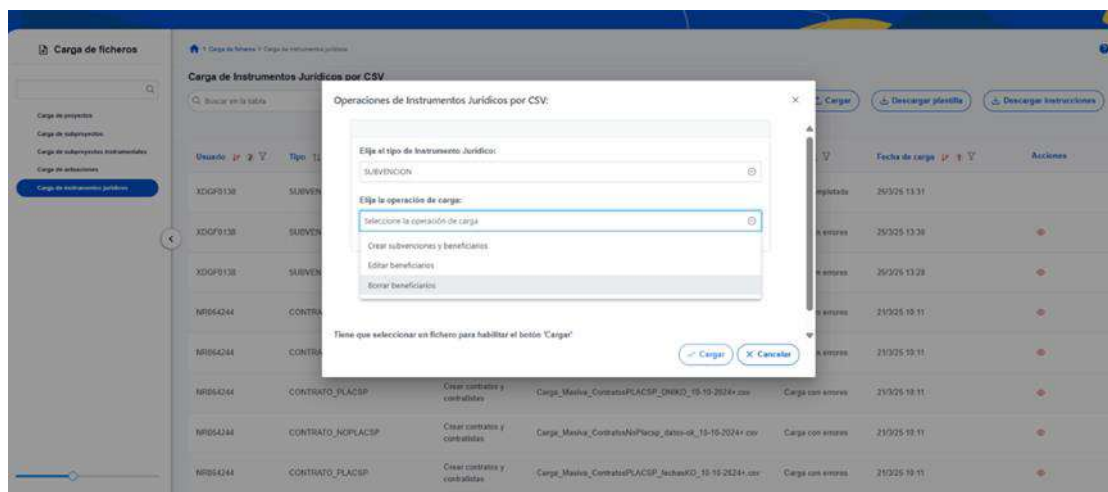 Carga de ficheros
Carga de proyectos
Carga de subproyectos
Carga de subproyectos instrumentales
Carga de actuaciones
Carga de instrumentos jurídicos
Carga de ficheros > Carga de instrumentos jurídicos
Carga de Instrumentos Jurídicos por CSV
Buscar en la tabla
Cargar
Descargar plantilla
Descargar Instrucciones
Operaciones de Instrumentos Jurídicos por CSV:
Elija el tipo de Instrumento Jurídico:
SUBVENCION
Elija la operación de carga:
Seleccione la operación de carga
Crear subvenciones y beneficiarios
Editar beneficiarios
Borrar beneficiarios
Tiene que seleccionar un fichero para habilitar el botón 'Cargar'
Cargar
Cancelar
Usuario Tipo Fecha de carga Acciones
XDGF0138 SUBVEN 26/3/25 13:31
XDGF0138 SUBVEN errores
XDGF0138 SUBVEN errores 26/3/25 13:28
NR064244 CONTRA errores 21/3/25 10:11
NR064244 CONTRA errores 21/3/25 10:11
NR064244 CONTRATO_PLACSP Crear contratos y contratistas Carga con errores 21/3/25 10:11
NR064244 CONTRATO_NOPLACSP Crear contratos y contratistas Carga con errores 21/3/25 10:11
NR064244 CONTRATO_PLACSP Crear contratos y contratistas Carga con errores 21/3/25 10:11